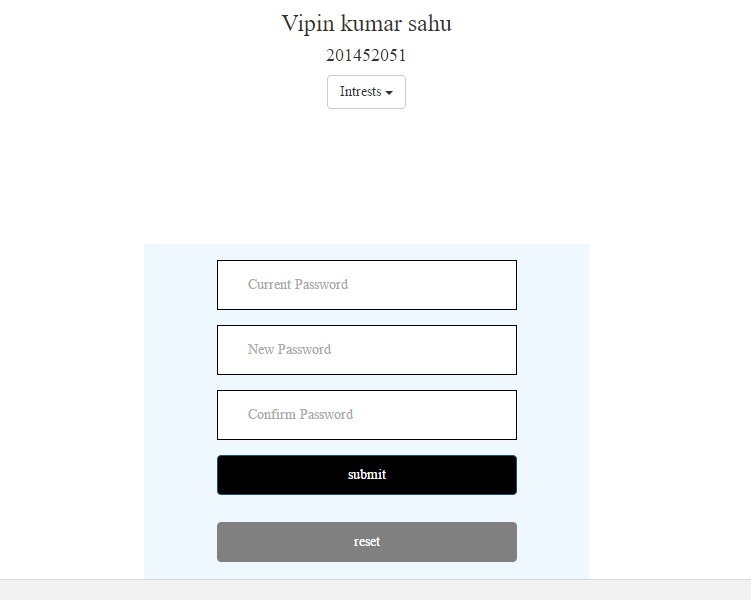 Vipin kumar sahu
201452051
Intrests
Current Password
New Password
Confirm Password
submit
reset